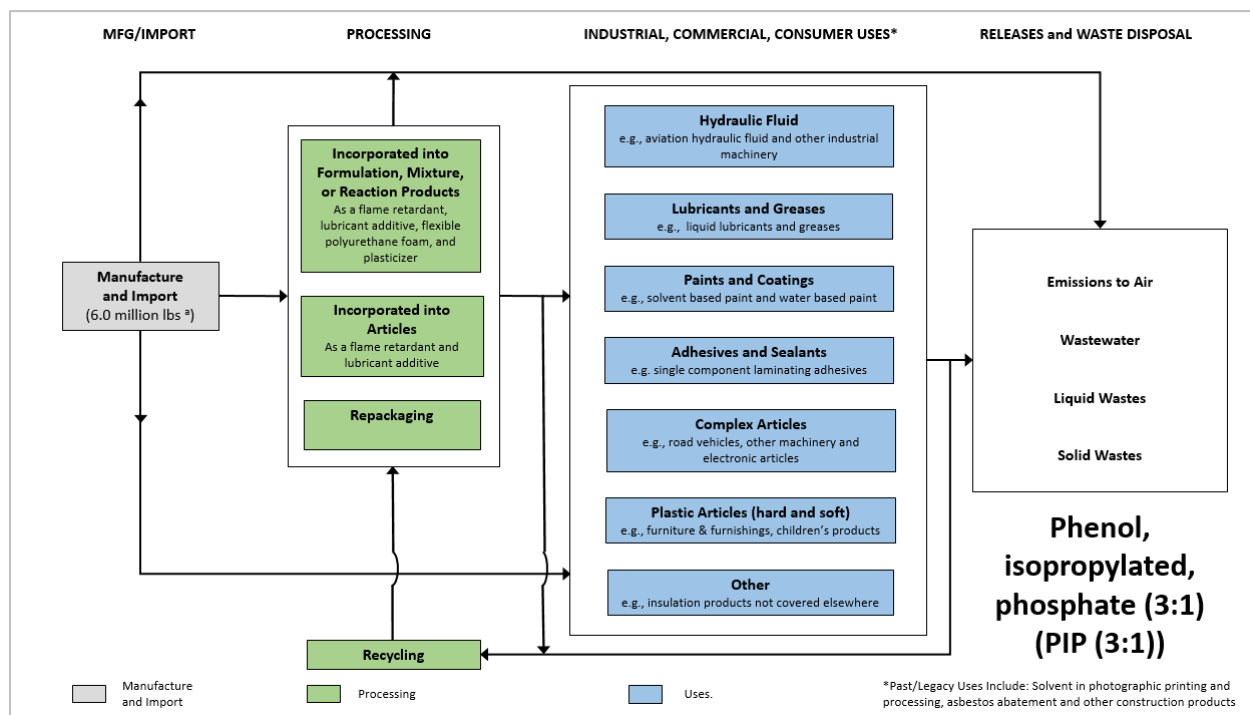 MFG/IMPORT
PROCESSING
INDUSTRIAL, COMMERCIAL, CONSUMER USES*
RELEASES and WASTE DISPOSAL
Manufacture
and Import
(6.0 million lbs ª)
Incorporated into
Formulation, Mixture,
or Reaction Products
As a flame retardant,
lubricant additive, flexible
polyurethane foam, and
plasticizer
Incorporated into
Articles
As a flame retardant and
lubricant additive
Repackaging
Recycling
Hydraulic Fluid
e.g., aviation hydraulic fluid and other industrial
machinery
Lubricants and Greases
e.g., liquid lubricants and greases
Paints and Coatings
e.g., solvent based paint and water based paint
Adhesives and Sealants
e.g. single component laminating adhesives
Complex Articles
e.g., road vehicles, other machinery and
electronic articles
Plastic Articles (hard and soft)
e.g., furniture & furnishings, children's products
Other
e.g., insulation products not covered elsewhere
Emissions to Air
Wastewater
Liquid Wastes
Solid Wastes
Phenol,
isopropylated,
phosphate (3:1)
(PIP (3:1))
Manufacture
and Import
Processing
Uses.
*Past/Legacy Uses Include: Solvent in photographic printing and
processing, asbestos abatement and other construction products